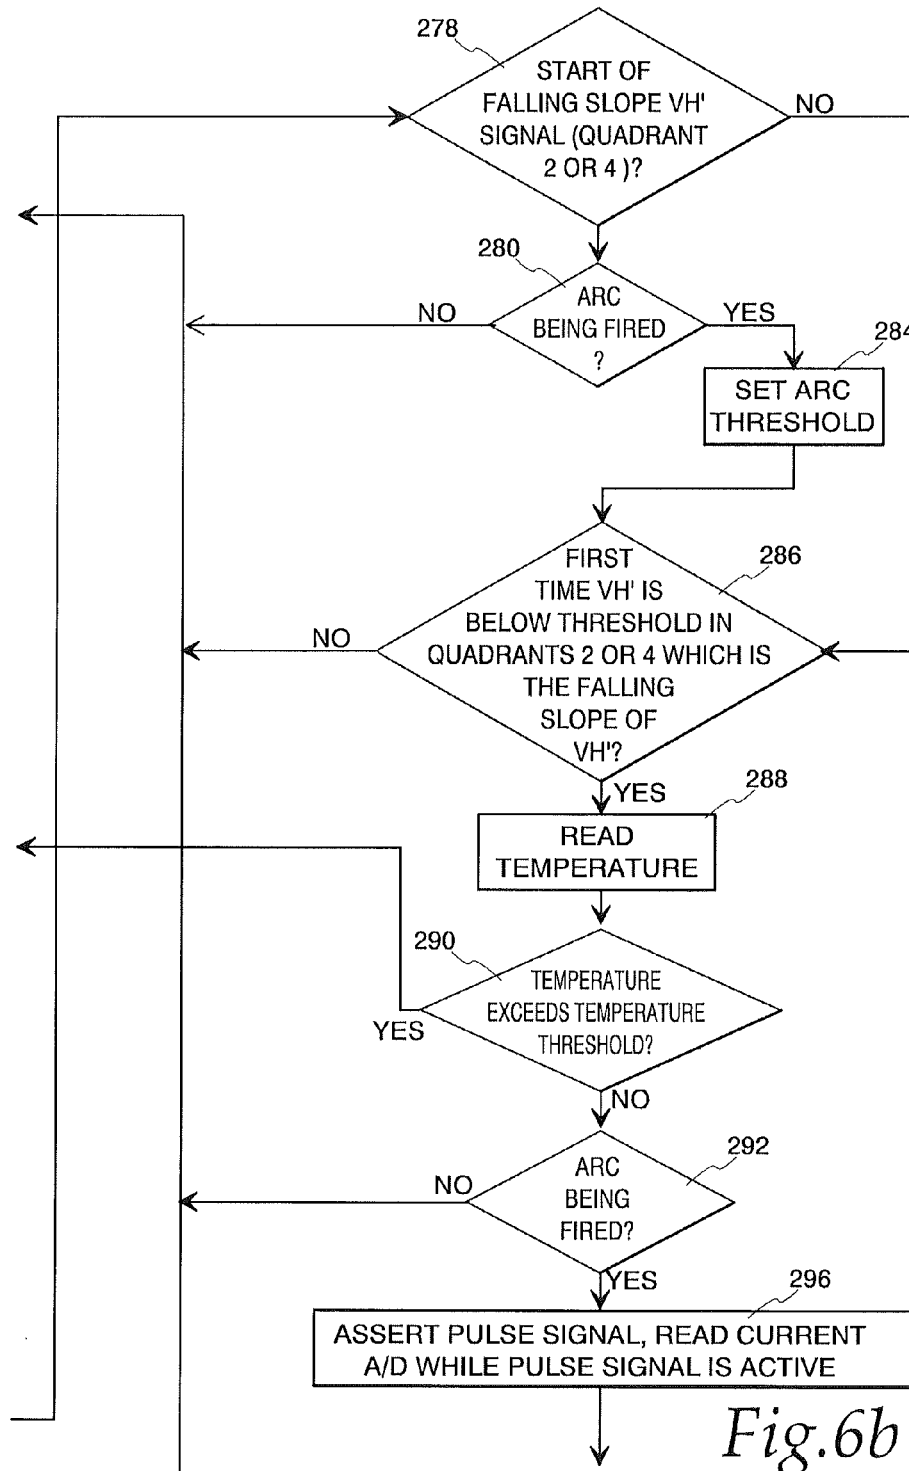 278
START OF
FALLING SLOPE VH'
SIGNAL (QUADRANT
2 OR 4 )?
NO
280
ARC
BEING FIRED
?
NO
YES
284
SET ARC
THRESHOLD
286
FIRST
TIME VH' IS
BELOW THRESHOLD IN
QUADRANTS 2 OR 4 WHICH IS
THE FALLING
SLOPE OF
VH'?
NO
YES
288
READ
TEMPERATURE
290
TEMPERATURE
EXCEEDS TEMPERATURE
THRESHOLD?
YES
NO
292
ARC
BEING
FIRED?
NO
YES
296
ASSERT PULSE SIGNAL, READ CURRENT
A/D WHILE PULSE SIGNAL IS ACTIVE
Fig.6b